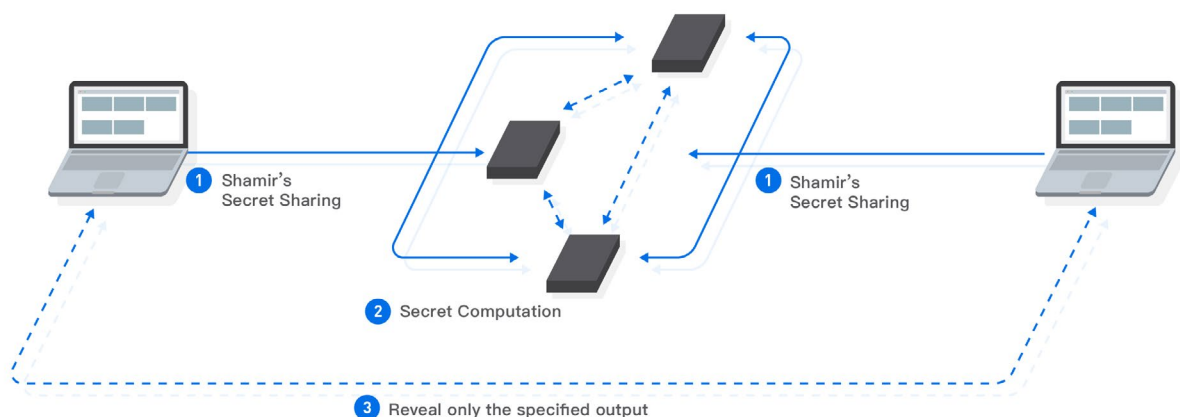 1 Shamir's
Secret Sharing
1 Shamir's
Secret Sharing
2 Secret Computation
3 Reveal only the specified output